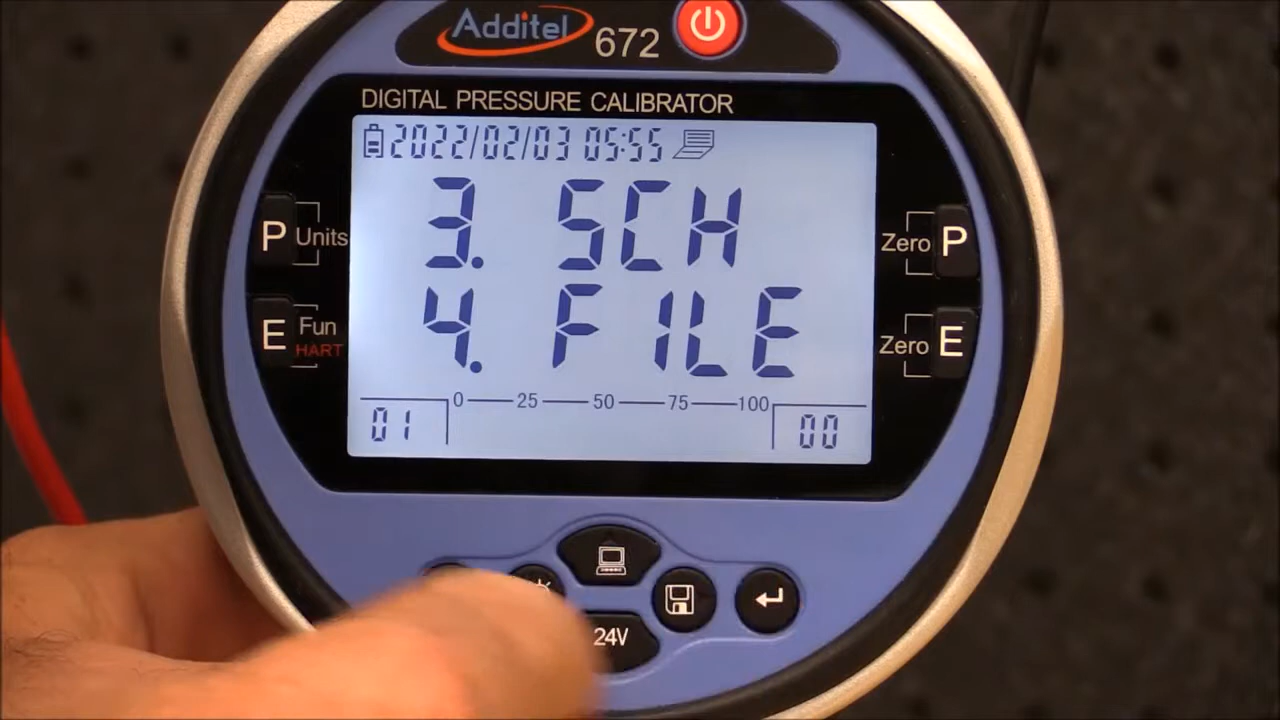 Additel 672
DIGITAL PRESSURE CALIBRATOR
2022/02/03 05:55
3. SCH
4. FILE
0 25 50 75 100
01 00
P Units
E Fun
HART
Zero P
Zero E
24V